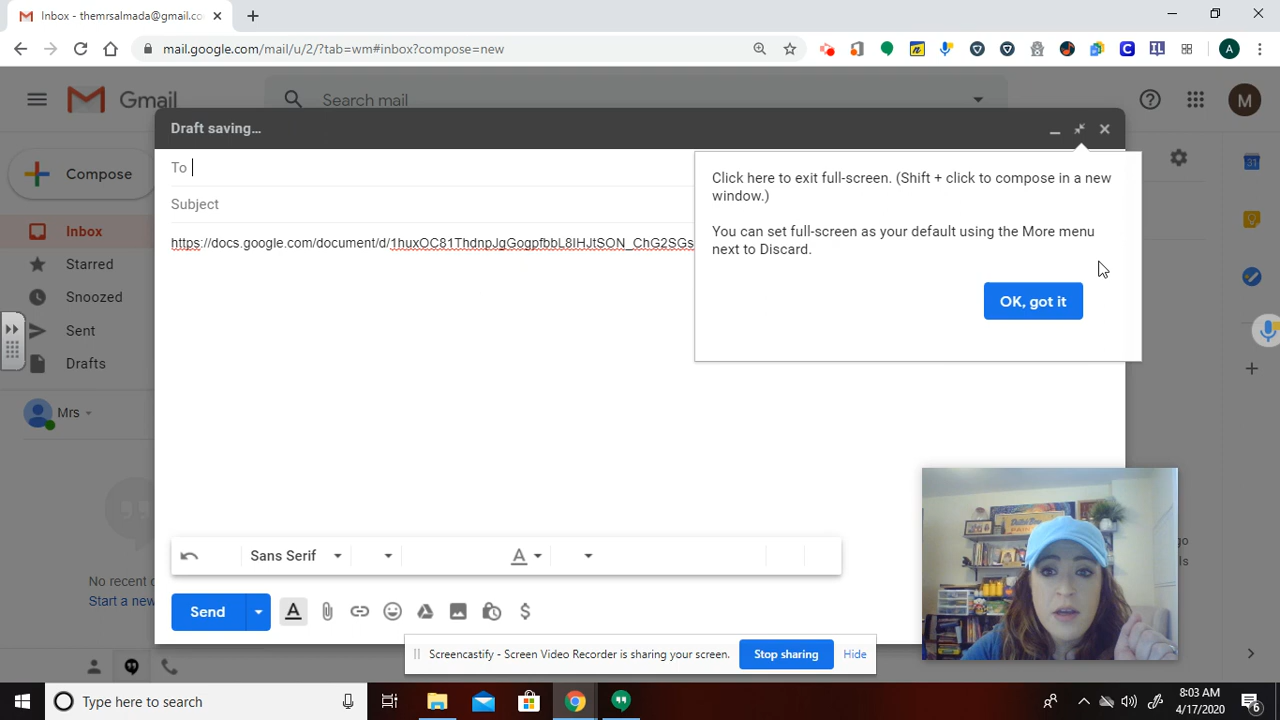 Inbox - themrsalmada@gmail.co
mail.google.com/mail/u/2/?tab=wm#inbox?compose=new
A
Gmail
Search mail
M
Draft saving...
Compose
To
Click here to exit full-screen. (Shift + click to compose in a new
window.)
Subject
Inbox
You can set full-screen as your default using the More menu
next to Discard.
https://docs.google.com/document/d/1huxOC81ThdnpJgGogpfbbL8IHJtSON_ChG2SGs
Starred
Snoozed
OK, got it
Sent
Drafts
Mrs
Sans Serif
A
No recent c
Start a new
Send
A
$
Screencastify - Screen Video Recorder is sharing your screen.
Stop sharing
Hide
Type here to search
8:03 AM
4/17/2020
6